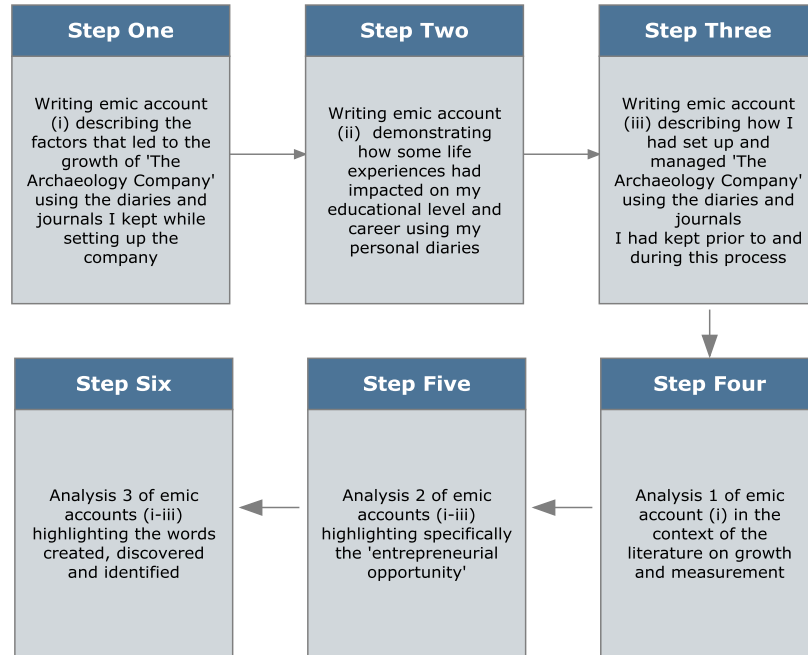 Step One
Writing emic account
(i) describing the
factors that led to the
growth of 'The
Archaeology Company'
using the diaries and
journals I kept while
setting up the
company
Step Two
Writing emic account
(ii)  demonstrating
how some life
experiences had
impacted on my
educational level and
career using my
personal diaries
Step Three
Writing emic account
(iii) describing how I
had set up and
managed 'The
Archaeology Company'
using the diaries and
journals
I had kept prior to and
during this process
Step Four
Analysis 1 of emic
account (i) in the
context of the
literature on growth
and measurement
Step Five
Analysis 2 of emic
accounts (i-iii)
highlighting specifically
the 'entrepreneurial
opportunity'
Step Six
Analysis 3 of emic
accounts (i-iii)
highlighting the words
created, discovered
and identified